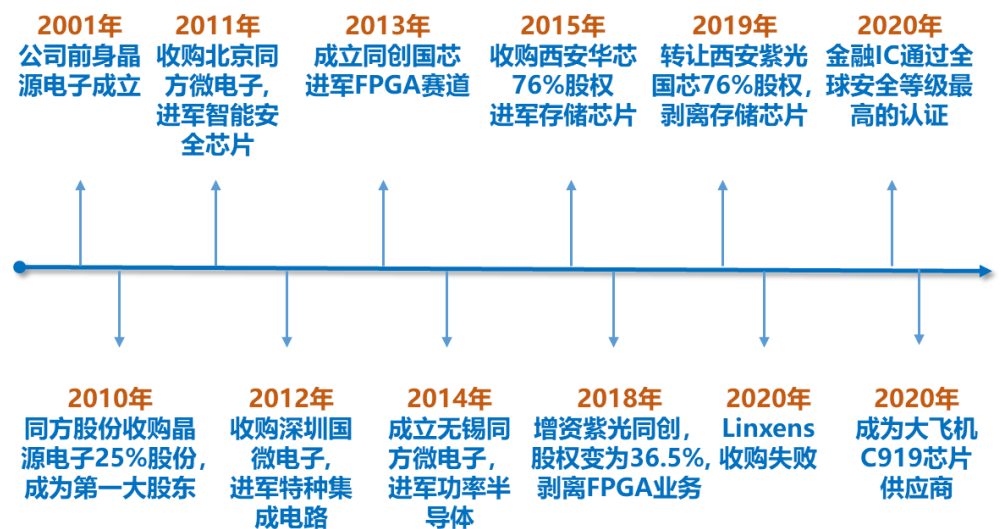 2001年
公司前身晶
源电子成立
2011年
收购北京同
方微电子，
进军智能安
全芯片
2013年
成立同创国芯
进军FPGA赛道
2015年
收购西安华芯
76%股权
进军存储芯片
2019年
转让西安紫光
国芯76%股权，
剥离存储芯片
2020年
金融IC通过全
球安全等级最
高的认证
2010年
同方股份收购晶
源电子25%股份，
成为第一大股东
2012年
收购深圳国
微电子，
进军特种集
成电路
2014年
成立无锡同
方微电子，
进军功率半
导体
2018年
增资紫光同创，
股权变为36.5%，
剥离FPGA业务
2020年
Linxens
收购失败
2020年
成为大飞机
C919芯片
供应商